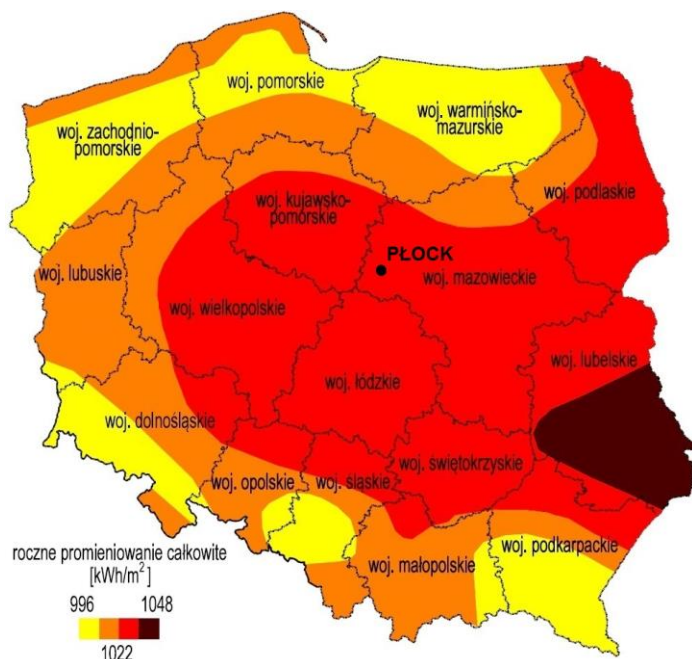 woj. pomorskie
woj. zachodnio-
pomorskie
woj. warmińsko-
mazurskie
woj. podlaskie
woj. kujawsko-
pomorskie
PŁOCK
woj. mazowieckie
woj. lubuskie
woj. wielkopolskie
woj. łódzkie
woj. lubelskie
woj. dolnośląskie
woj. opolskie
woj. śląskie
woj. świętokrzyskie
woj. małopolskie
woj. podkarpackie
roczne promieniowanie całkowite
[kWh/m²]
996 1048
1022